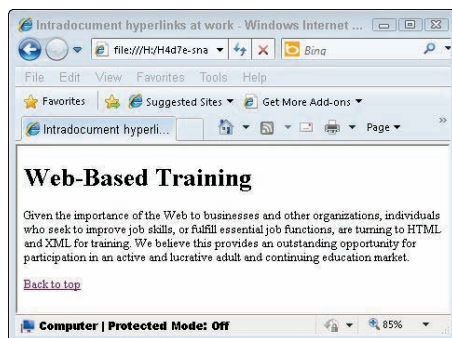 Intradocument hyperlinks at work - Windows Internet ...
file:///H:/H4d7e-sna
Bing
File Edit View Favorites Tools Help
Favorites Suggested Sites Get More Add-ons
Intradocument hyperli... Page »
Web-Based Training
Given the importance of the Web to businesses and other organizations, individuals
who seek to improve job skills, or fulfill essential job functions, are turning to HTML
and XML for training. We believe this provides an outstanding opportunity for
participation in an active and lucrative adult and continuing education market.
Back to top
Computer | Protected Mode: Off 85%